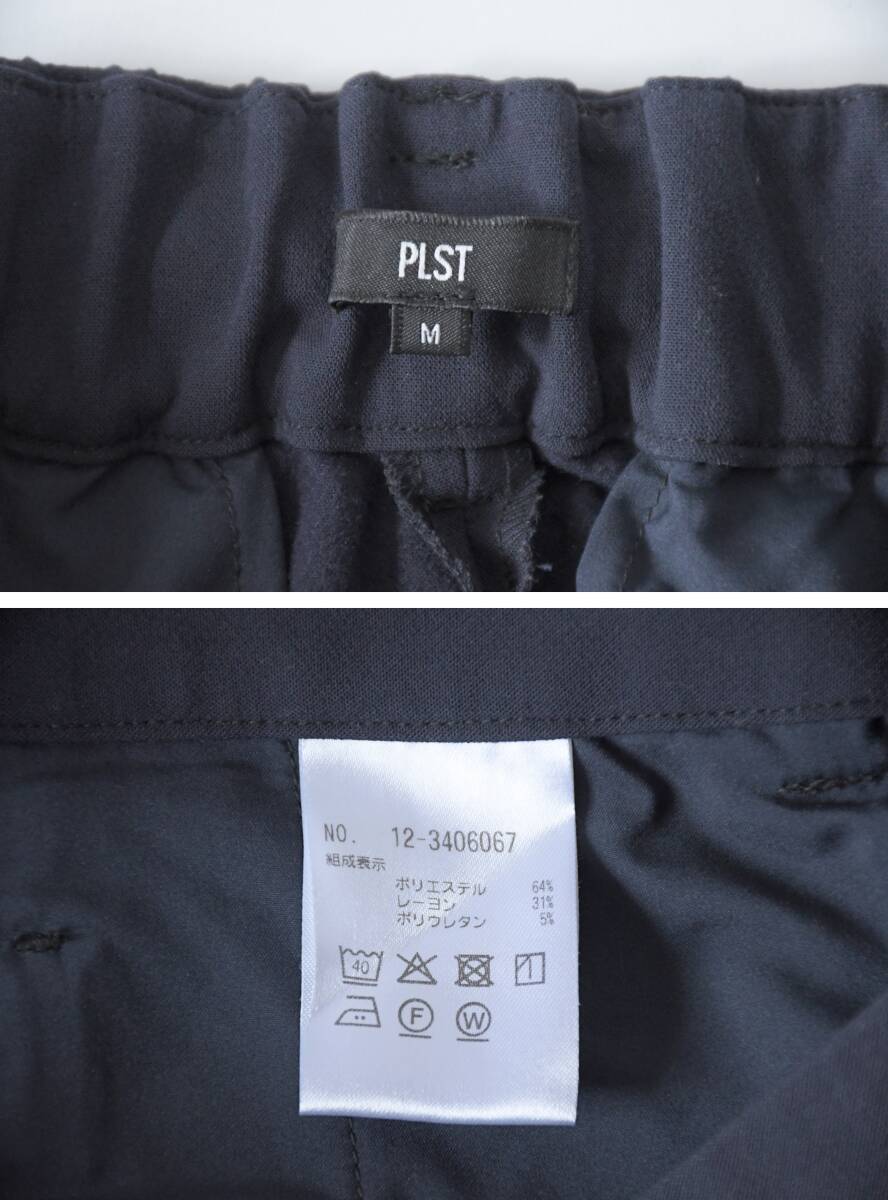 PLST
M
NO. 12-3406067
組成表示
ポリエステル 64%
レーヨン 31%
ポリウレタン 5%
40
F W